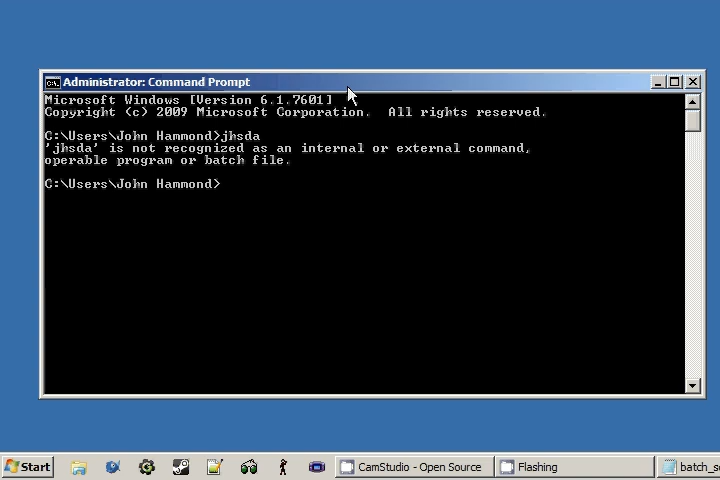 Administrator: Command Prompt
Microsoft Windows [Version 6.1.7601]
Copyright (c) 2009 Microsoft Corporation.  All rights reserved.
C:\Users\John Hammond>jhsda
'jhsda' is not recognized as an internal or external command,
operable program or batch file.
C:\Users\John Hammond>
Start
CamStudio - Open Source
Flashing